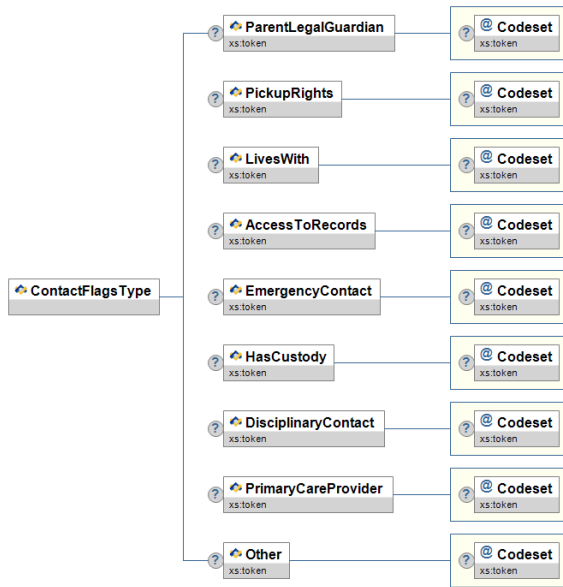 ? ParentLegalGuardian
xs:token
? @ Codeset
xs:token
? PickupRights
xs:token
? @ Codeset
xs:token
? LivesWith
xs:token
? @ Codeset
xs:token
? AccessToRecords
xs:token
? @ Codeset
xs:token
ContactFlagsType
? EmergencyContact
xs:token
? @ Codeset
xs:token
? HasCustody
xs:token
? @ Codeset
xs:token
? DisciplinaryContact
xs:token
? @ Codeset
xs:token
? PrimaryCareProvider
xs:token
? @ Codeset
xs:token
? Other
xs:token
? @ Codeset
xs:token